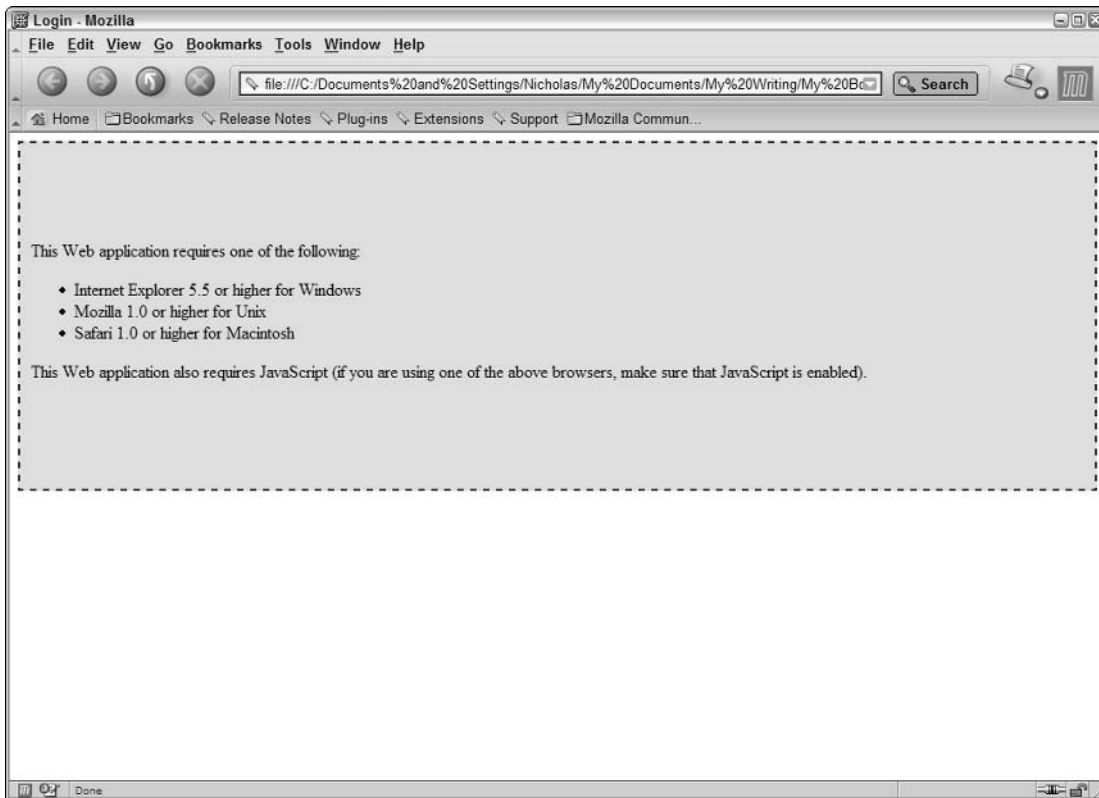 Login - Mozilla
File Edit View Go Bookmarks Tools Window Help
file:///C:/Documents%20and%20Settings/Nicholas/My%20Documents/My%20Writing/My%20Bo
Search
Home Bookmarks Release Notes Plug-ins Extensions Support Mozilla Commun...
This Web application requires one of the following:
• Internet Explorer 5.5 or higher for Windows
• Mozilla 1.0 or higher for Unix
• Safari 1.0 or higher for Macintosh
This Web application also requires JavaScript (if you are using one of the above browsers, make sure that JavaScript is enabled).
Done